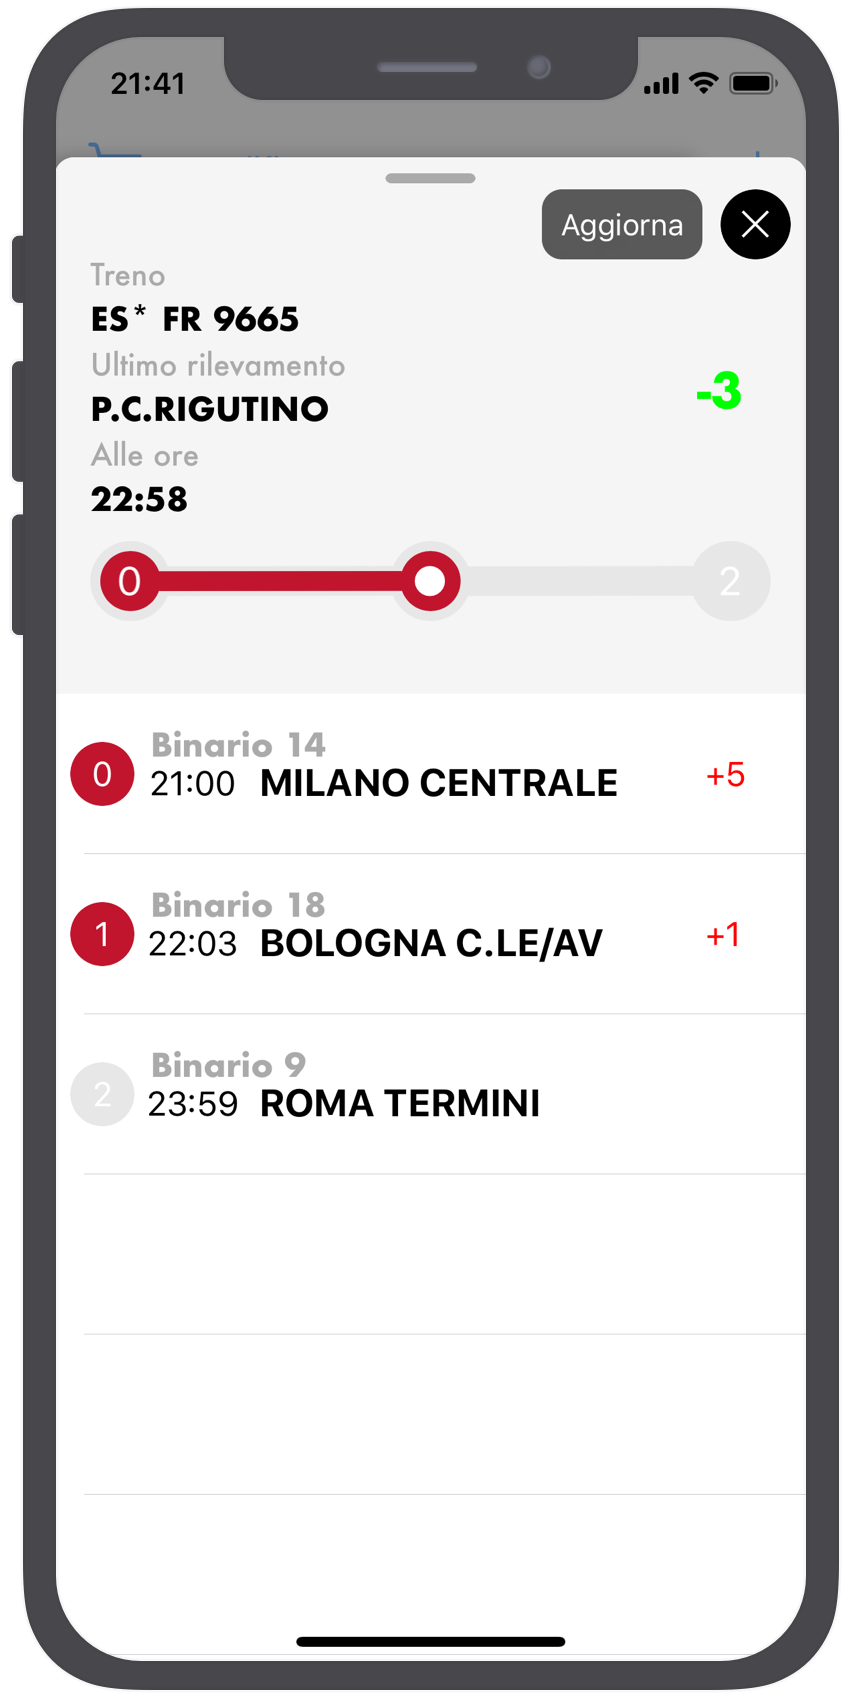 21:41
Aggiorna
Treno
ES* FR 9665
Ultimo rilevamento
P.C.RIGUTINO
-3
Alle ore
22:58
0 2
Binario 14
0 21:00 MILANO CENTRALE +5
Binario 18
1 22:03 BOLOGNA C.LE/AV +1
Binario 9
2 23:59 ROMA TERMINI